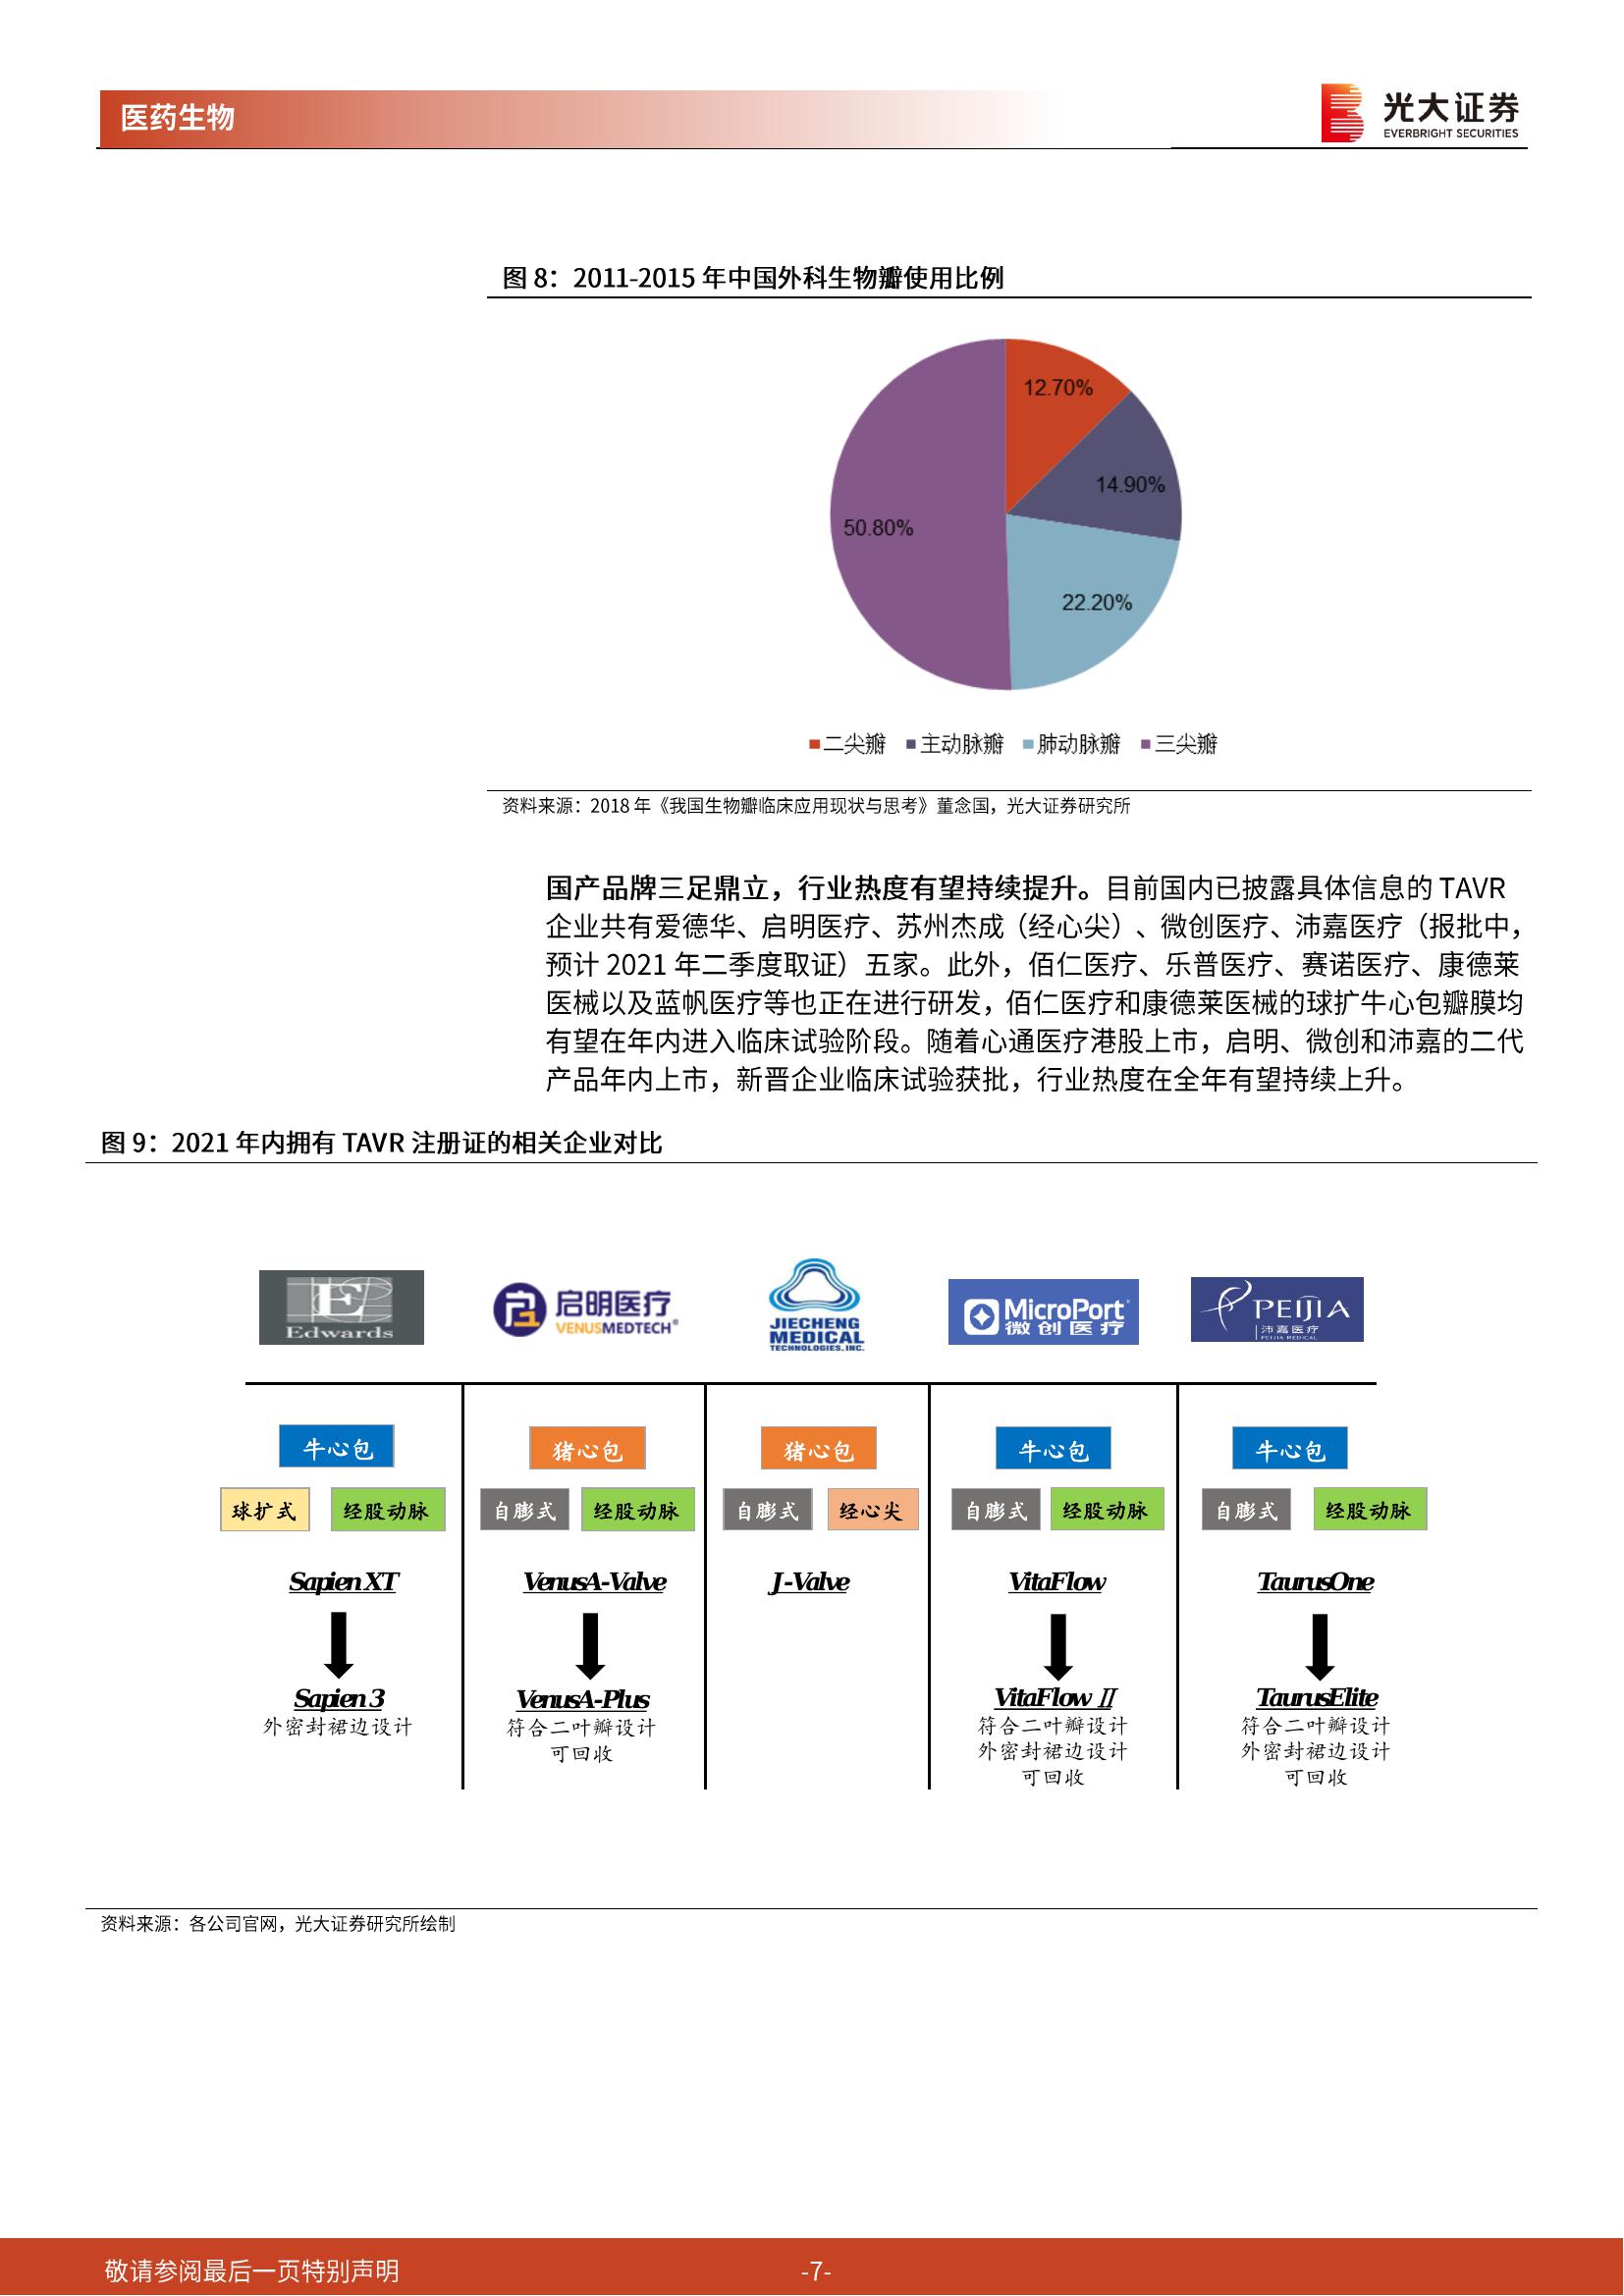 医药生物
光大证券
EVERBRIGHT SECURITIES
图 8：2011-2015 年中国外科生物瓣使用比例
12.70%
14.90%
50.80%
22.20%
二尖瓣 主动脉瓣 肺动脉瓣 三尖瓣
资料来源：2018 年《我国生物瓣临床应用现状与思考》董念国，光大证券研究所
国产品牌三足鼎立，行业热度有望持续提升。目前国内已披露具体信息的 TAVR
企业共有爱德华、启明医疗、苏州杰成（经心尖）、微创医疗、沛嘉医疗（报批中，
预计 2021 年二季度取证）五家。此外，佰仁医疗、乐普医疗、赛诺医疗、康德莱
医械以及蓝帆医疗等也正在进行研发，佰仁医疗和康德莱医械的球扩牛心包瓣膜均
有望在年内进入临床试验阶段。随着心通医疗港股上市，启明、微创和沛嘉的二代
产品年内上市，新晋企业临床试验获批，行业热度在全年有望持续上升。
图 9：2021 年内拥有 TAVR 注册证的相关企业对比
E
Edwards
启明医疗
VENUSMEDTECH®
JIECHENG
MEDICAL
TECHNOLOGIES, INC.
MicroPort
微创医疗
PEIJIA
沛嘉医疗
PEIJIA MEDICAL
牛心包 猪心包 猪心包 牛心包 牛心包
球扩式 经股动脉 自膨式 经股动脉 自膨式 经心尖 自膨式 经股动脉 自膨式 经股动脉
Sapien XT VenusA-Valve J-Valve VitaFlow TaurusOne
Sapien 3 VenusA-Plus VitaFlow Ⅱ TaurusElite
外密封裙边设计 符合二叶瓣设计 符合二叶瓣设计 符合二叶瓣设计
可回收 外密封裙边设计 外密封裙边设计
可回收 可回收
资料来源：各公司官网，光大证券研究所绘制
敬请参阅最后一页特别声明
-7-